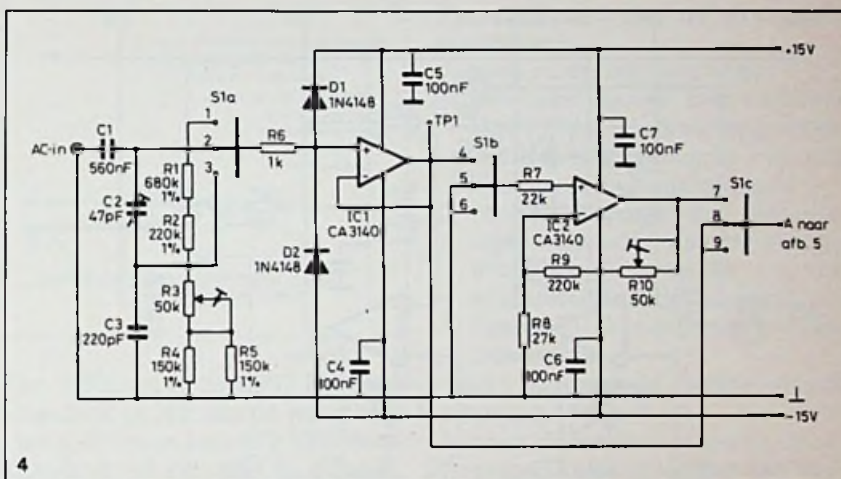 +15V
C5
100nF
D1
1N4148
S1a
1
2
3
TP1
C7
100nF
C1
560nF
AC-in
R6
1k
S1b
4
5
6
R7
22k
S1c
7
8
9
A naar
afb. 5
R1
680k
1%
C2
47pF
R2
220k
1%
IC1
CA3140
IC2
CA3140
D2
1N4148
R9
220k
R10
50k
R3
50k
C3
220pF
R8
27k
R4
150k
1%
R5
150k
1%
C4
100nF
C6
100nF
-15V
4